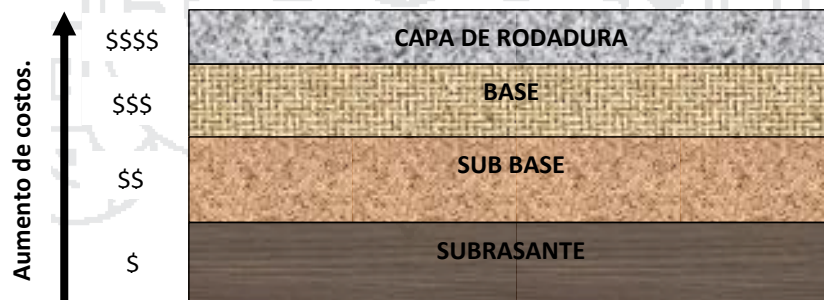 Aumento de costos.
$$$$
CAPA DE RODADURA
$$$
BASE
$$
SUB BASE
$
SUBRASANTE